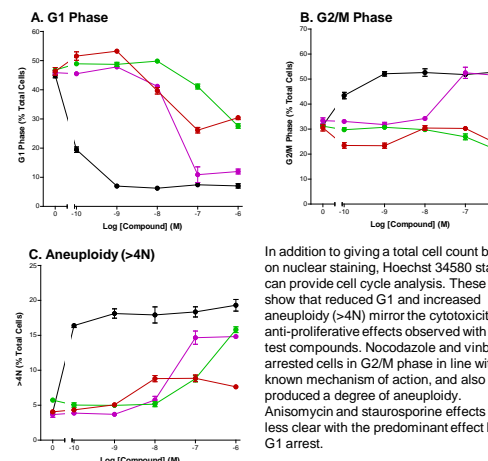 A. G1 Phase
60
50
40
30
20
10
0
G1 Phase (% Total Cells)
0 -10 -9 -8 -7 -6
Log [Compound] (M)
B. G2/M Phase
70
60
50
40
30
20
10
0
G2/M Phase (% Total Cells)
0 -10 -9 -8 -7
Log [Compound] (M)
C. Aneuploidy (>4N)
25
20
15
10
5
0
>4N (% Total Cells)
0 -10 -9 -8 -7 -6
Log [Compound] (M)
In addition to giving a total cell count b
on nuclear staining, Hoechst 34580 sta
can provide cell cycle analysis. These
show that reduced G1 and increased
aneuploidy (>4N) mirror the cytotoxicit
anti-proliferative effects observed with
test compounds. Nocodazole and vinb
arrested cells in G2/M phase in line wi
known mechanism of action, and also
produced a degree of aneuploidy.
Anisomycin and staurosporine effects
less clear with the predominant effect
G1 arrest.